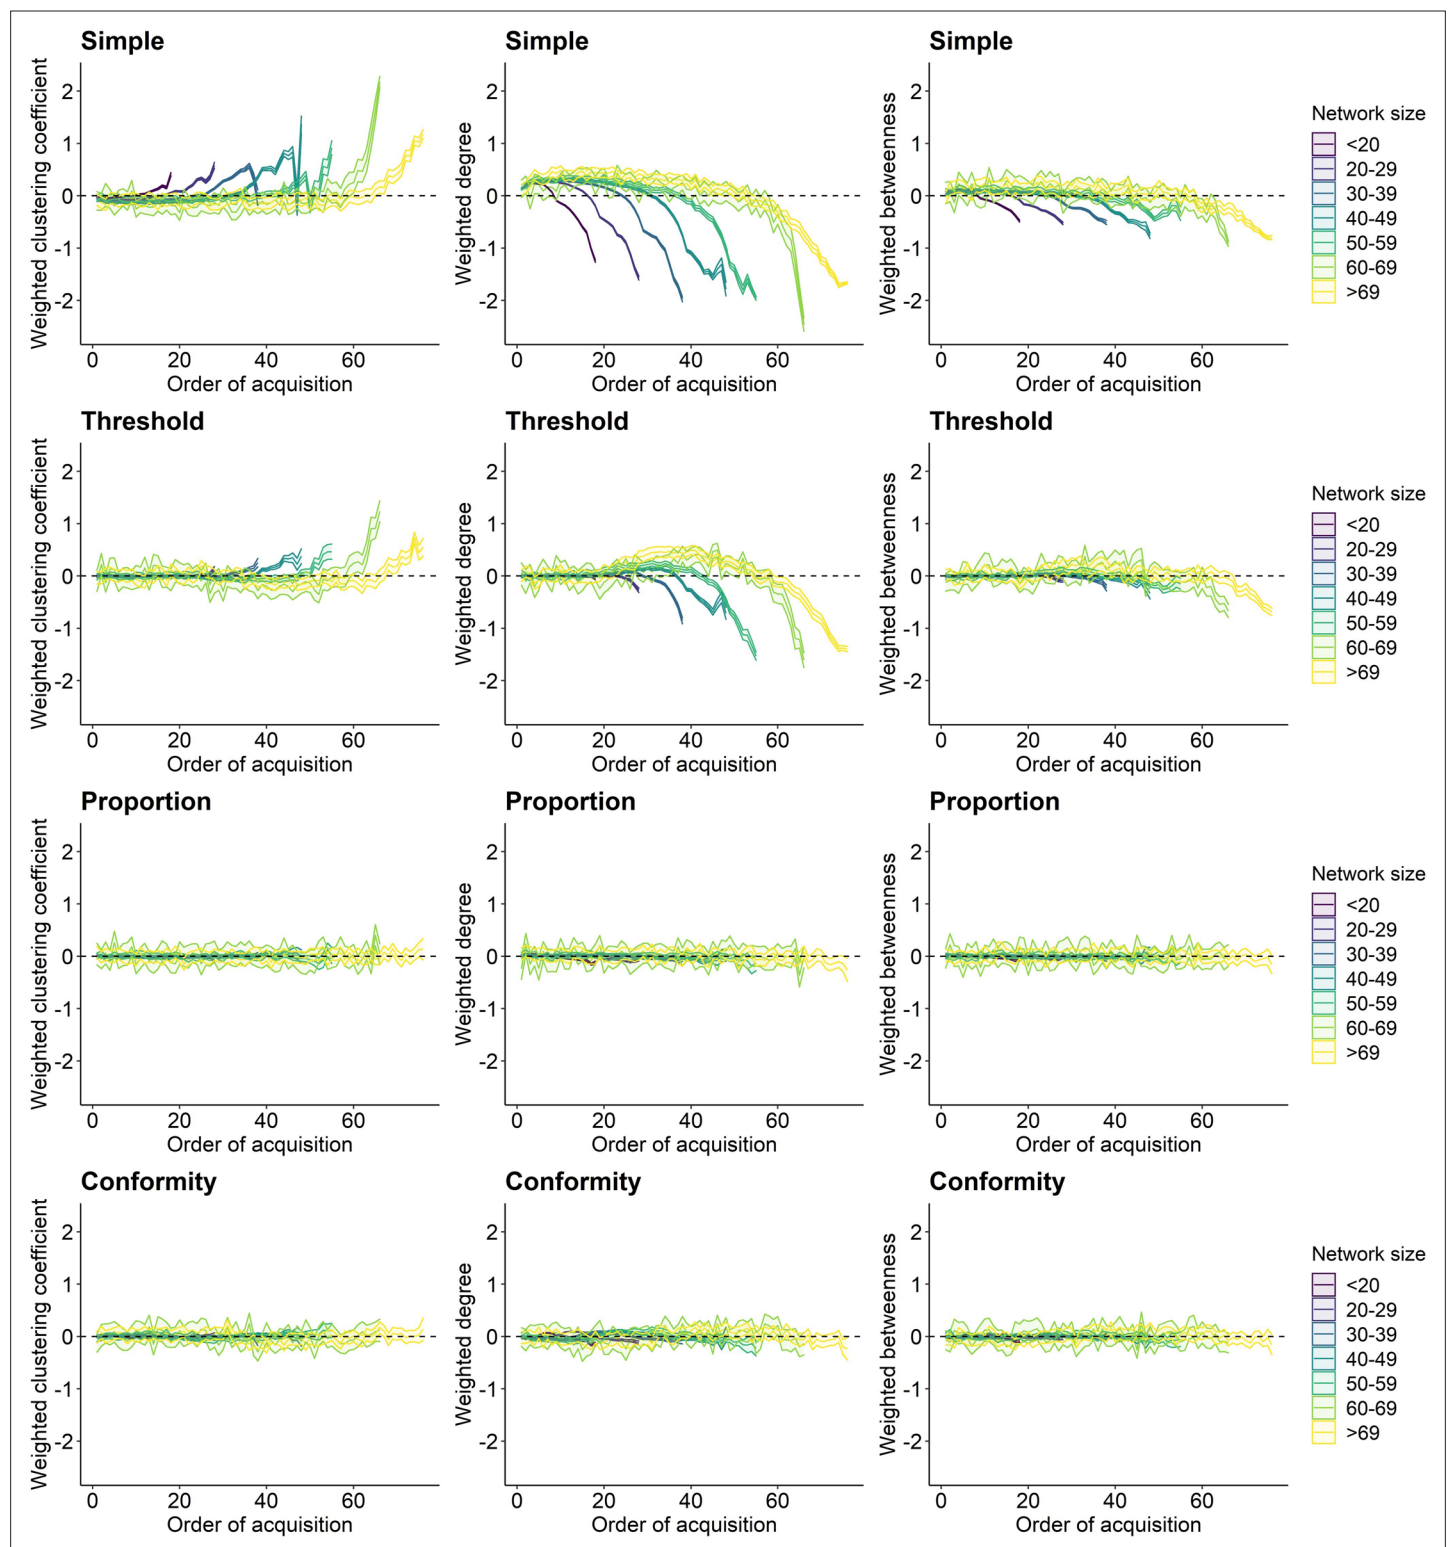 Simple
Simple
Simple
Weighted clustering coefficient
2
1
0
-1
-2
0 20 40 60
Order of acquisition
Weighted degree
2
1
0
-1
-2
0 20 40 60
Order of acquisition
Weighted betweenness
2
1
0
-1
-2
0 20 40 60
Order of acquisition
Network size
<20
20-29
30-39
40-49
50-59
60-69
>69
Threshold
Threshold
Threshold
Weighted clustering coefficient
2
1
0
-1
-2
0 20 40 60
Order of acquisition
Weighted degree
2
1
0
-1
-2
0 20 40 60
Order of acquisition
Weighted betweenness
2
1
0
-1
-2
0 20 40 60
Order of acquisition
Network size
<20
20-29
30-39
40-49
50-59
60-69
>69
Proportion
Proportion
Proportion
Weighted clustering coefficient
2
1
0
-1
-2
0 20 40 60
Order of acquisition
Weighted degree
2
1
0
-1
-2
0 20 40 60
Order of acquisition
Weighted betweenness
2
1
0
-1
-2
0 20 40 60
Order of acquisition
Network size
<20
20-29
30-39
40-49
50-59
60-69
>69
Conformity
Conformity
Conformity
Weighted clustering coefficient
2
1
0
-1
-2
0 20 40 60
Order of acquisition
Weighted degree
2
1
0
-1
-2
0 20 40 60
Order of acquisition
Weighted betweenness
2
1
0
-1
-2
0 20 40 60
Order of acquisition
Network size
<20
20-29
30-39
40-49
50-59
60-69
>69